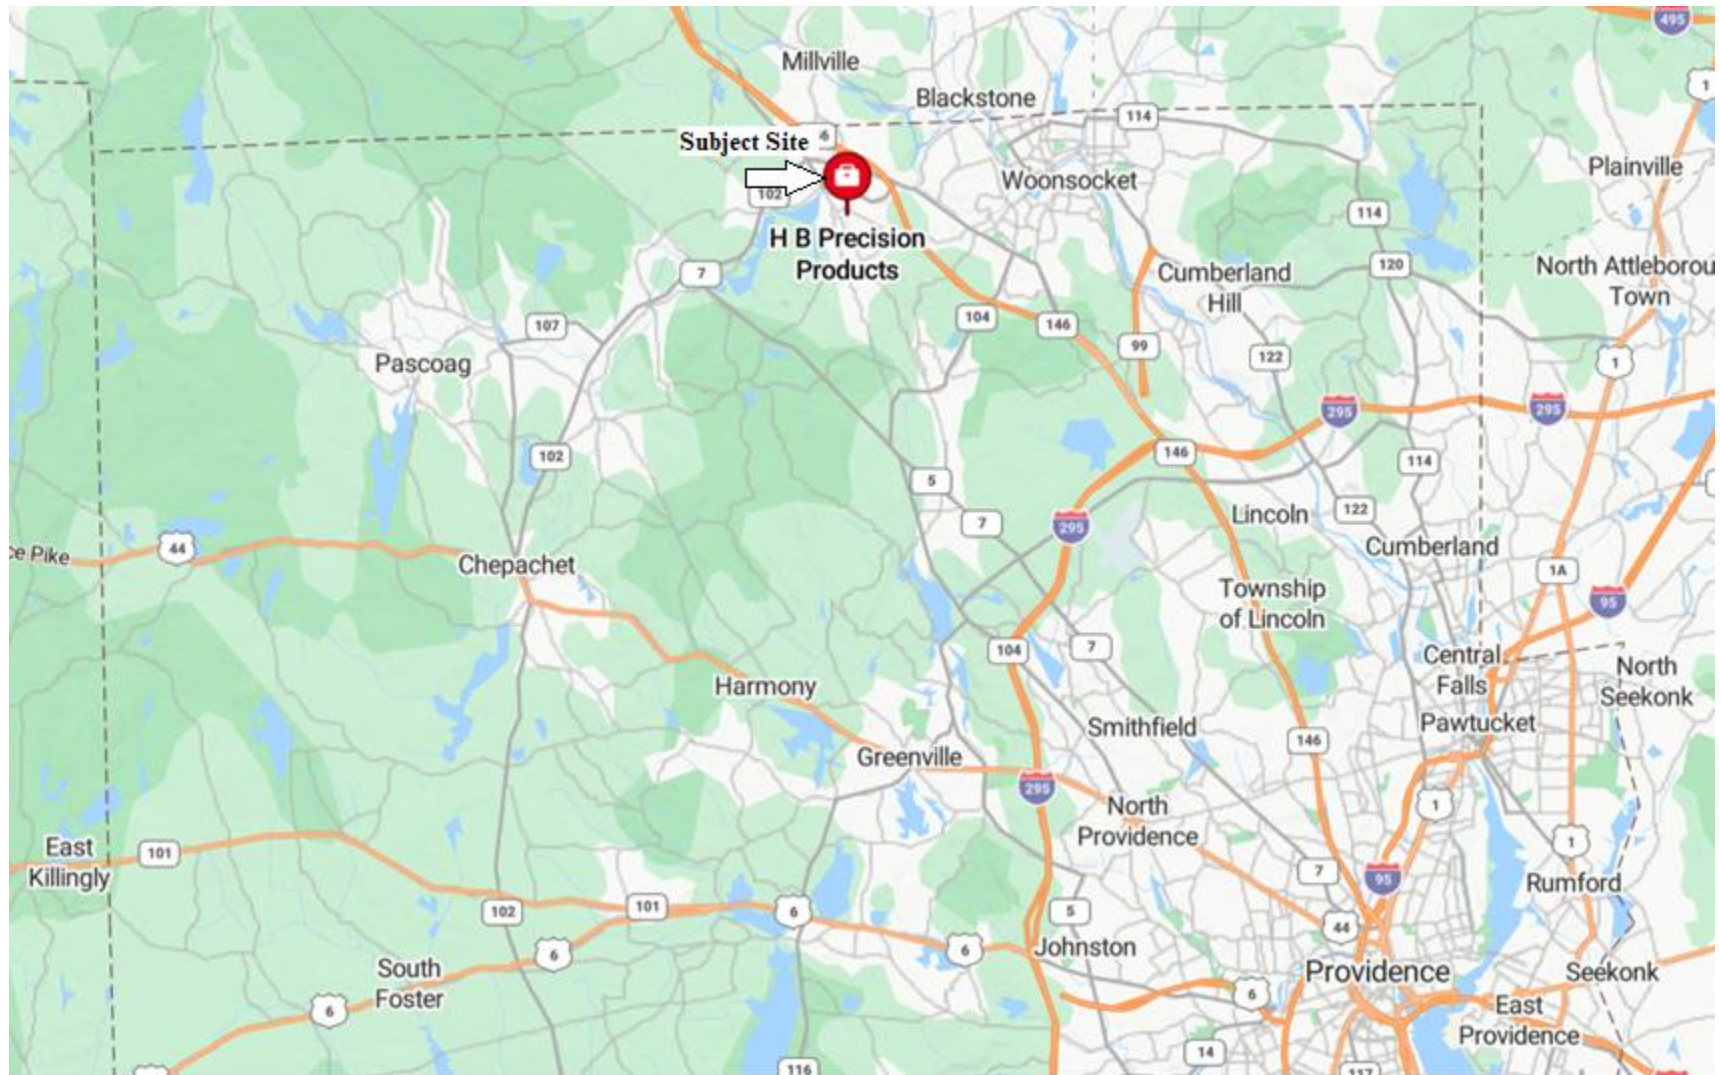 495
Millville
1
Blackstone
114
Subject Site
6
Plainville
Woonsocket
102
114
H B Precision
Products
7
Cumberland
Hill
120
North Attleborou
Town
107
104
146
99
122
1
Pascoag
295
295
102
146
114
5
7
295
122
Lincoln
44
ce Pike
Chepachet
Cumberland
1A
Township
of Lincoln
95
104
7
Central
Falls
North
Seekonk
Harmony
Smithfield
Pawtucket
146
Greenville
295
North
Providence
1
1
East
Killingly
101
7
95
Rumford
102
101
6
5
44
6
6
Johnston
South
Foster
Providence
Seekonk
6
6
East
Providence
14
116
117